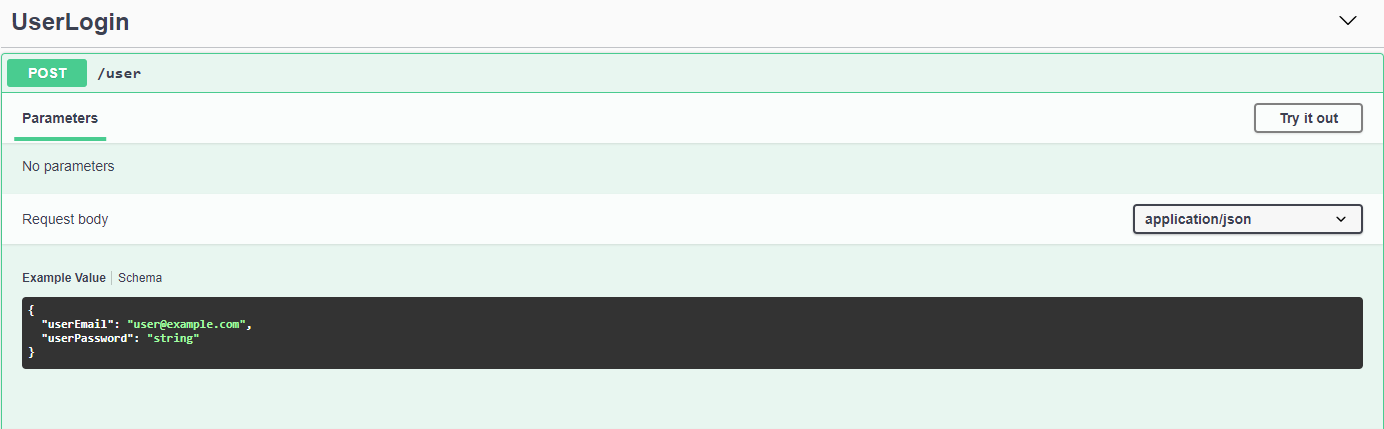 UserLogin
POST /user
Parameters Try it out
No parameters
Request body application/json
Example Value Schema
{
"userEmail": "user@example.com",
"userPassword": "string"
}